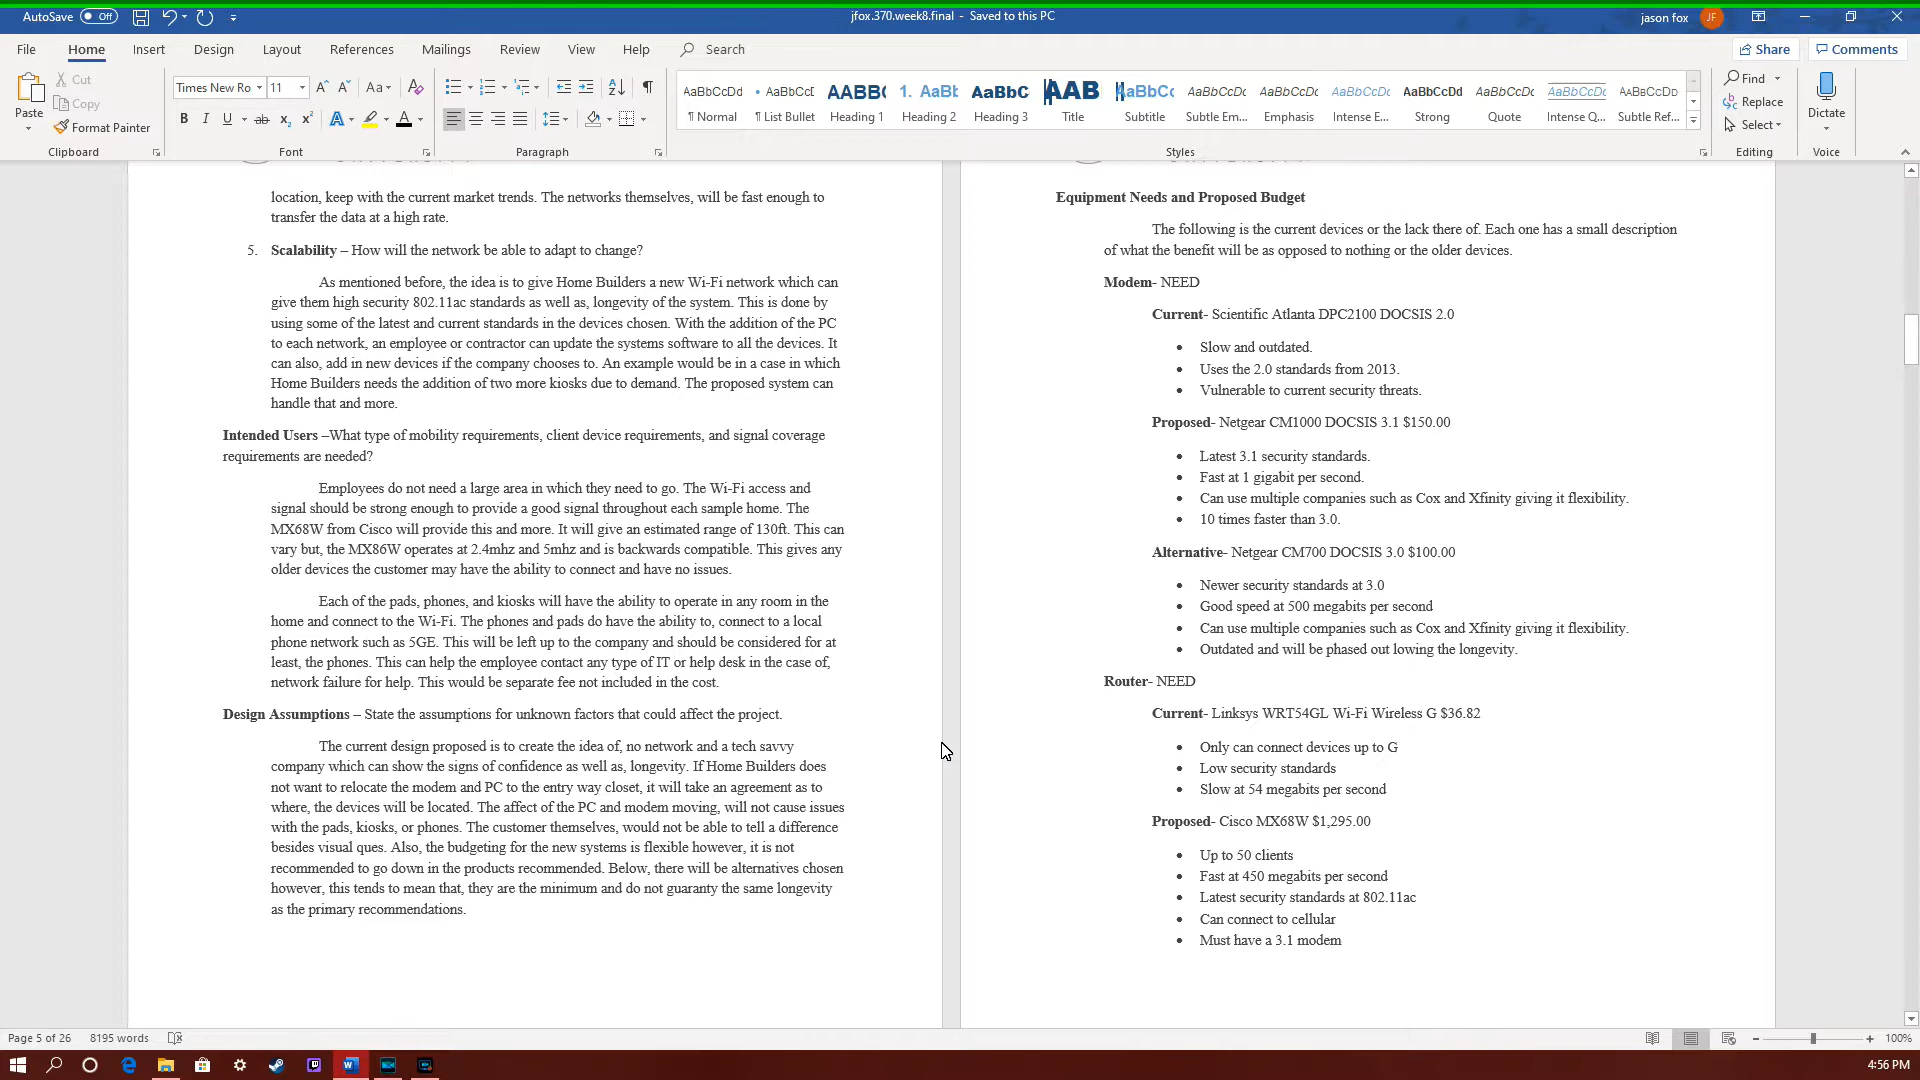 AutoSave Off jfox.370.week8.final - Saved to this PC jason fox JF
File Home Insert Design Layout References Mailings Review View Help Search Share Comments
Paste Cut Copy Format Painter Clipboard
Times New Ro 11 Font
Paragraph
AaBbCcDd AaBbCcI AABBC 1. AaBb AaBbC AAB AaBbCc AaBbCcDc AaBbCcDc AaBbCcDc AaBbCcDd AaBbCcDc AaBbCcDc AaBbCcDD
¶ Normal ¶ List Bullet Heading 1 Heading 2 Heading 3 Title Subtitle Subtle Em... Emphasis Intense E... Strong Quote Intense Q... Subtle Ref...
Styles
Find Replace Select Editing
Dictate Voice
location, keep with the current market trends. The networks themselves, will be fast enough to
transfer the data at a high rate.
5. Scalability – How will the network be able to adapt to change?
As mentioned before, the idea is to give Home Builders a new Wi-Fi network which can
give them high security 802.11ac standards as well as, longevity of the system. This is done by
using some of the latest and current standards in the devices chosen. With the addition of the PC
to each network, an employee or contractor can update the systems software to all the devices. It
can also, add in new devices if the company chooses to. An example would be in a case in which
Home Builders needs the addition of two more kiosks due to demand. The proposed system can
handle that and more.
Intended Users –What type of mobility requirements, client device requirements, and signal coverage
requirements are needed?
Employees do not need a large area in which they need to go. The Wi-Fi access and
signal should be strong enough to provide a good signal throughout each sample home. The
MX68W from Cisco will provide this and more. It will give an estimated range of 130ft. This can
vary but, the MX86W operates at 2.4mhz and 5mhz and is backwards compatible. This gives any
older devices the customer may have the ability to connect and have no issues.
Each of the pads, phones, and kiosks will have the ability to operate in any room in the
home and connect to the Wi-Fi. The phones and pads do have the ability to, connect to a local
phone network such as 5GE. This will be left up to the company and should be considered for at
least, the phones. This can help the employee contact any type of IT or help desk in the case of,
network failure for help. This would be separate fee not included in the cost.
Design Assumptions – State the assumptions for unknown factors that could affect the project.
The current design proposed is to create the idea of, no network and a tech savvy
company which can show the signs of confidence as well as, longevity. If Home Builders does
not want to relocate the modem and PC to the entry way closet, it will take an agreement as to
where, the devices will be located. The affect of the PC and modem moving, will not cause issues
with the pads, kiosks, or phones. The customer themselves, would not be able to tell a difference
besides visual ques. Also, the budgeting for the new systems is flexible however, it is not
recommended to go down in the products recommended. Below, there will be alternatives chosen
however, this tends to mean that, they are the minimum and do not guaranty the same longevity
as the primary recommendations.
Equipment Needs and Proposed Budget
The following is the current devices or the lack there of. Each one has a small description
of what the benefit will be as opposed to nothing or the older devices.
Modem- NEED
Current- Scientific Atlanta DPC2100 DOCSIS 2.0
• Slow and outdated.
• Uses the 2.0 standards from 2013.
• Vulnerable to current security threats.
Proposed- Netgear CM1000 DOCSIS 3.1 $150.00
• Latest 3.1 security standards.
• Fast at 1 gigabit per second.
• Can use multiple companies such as Cox and Xfinity giving it flexibility.
• 10 times faster than 3.0.
Alternative- Netgear CM700 DOCSIS 3.0 $100.00
• Newer security standards at 3.0
• Good speed at 500 megabits per second
• Can use multiple companies such as Cox and Xfinity giving it flexibility.
• Outdated and will be phased out lowing the longevity.
Router- NEED
Current- Linksys WRT54GL Wi-Fi Wireless G $36.82
• Only can connect devices up to G
• Low security standards
• Slow at 54 megabits per second
Proposed- Cisco MX68W $1,295.00
• Up to 50 clients
• Fast at 450 megabits per second
• Latest security standards at 802.11ac
• Can connect to cellular
• Must have a 3.1 modem
Page 5 of 26 8195 words 100%
4:56 PM